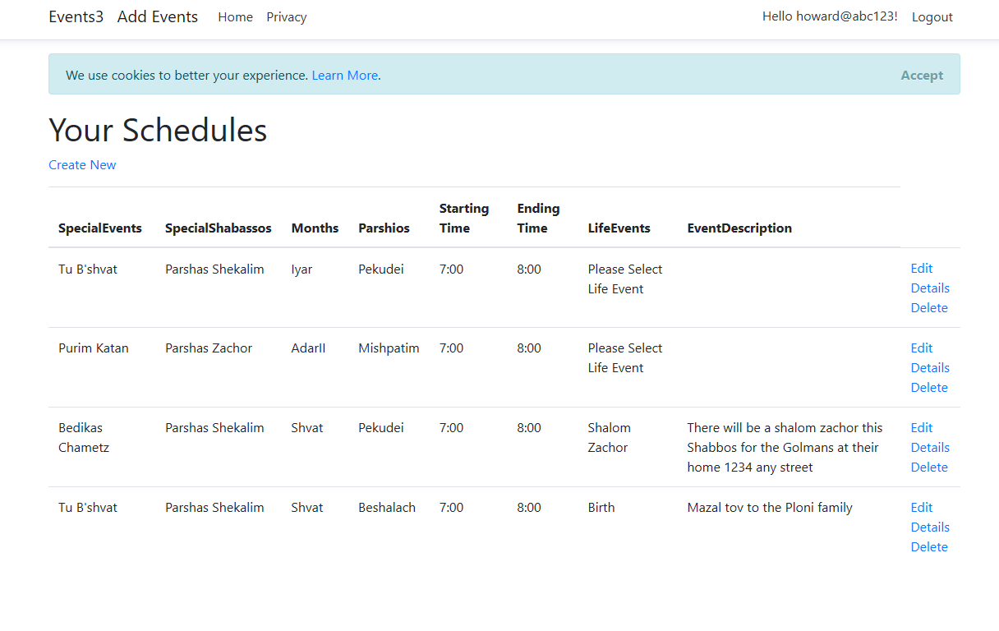 Events3 Add Events Home Privacy Hello howard@abc123! Logout
We use cookies to better your experience. Learn More. Accept
Your Schedules
Create New
SpecialEvents SpecialShabassos Months Parshios Starting Time Ending Time LifeEvents EventDescription
Tu B'shvat Parshas Shekalim Iyar Pekudei 7:00 8:00 Please Select Life Event Edit Details Delete
Purim Katan Parshas Zachor AdarII Mishpatim 7:00 8:00 Please Select Life Event Edit Details Delete
Bedikas Chametz Parshas Shekalim Shvat Pekudei 7:00 8:00 Shalom Zachor There will be a shalom zachor this Shabbos for the Golmans at their home 1234 any street Edit Details Delete
Tu B'shvat Parshas Shekalim Shvat Beshalach 7:00 8:00 Birth Mazal tov to the Ploni family Edit Details Delete